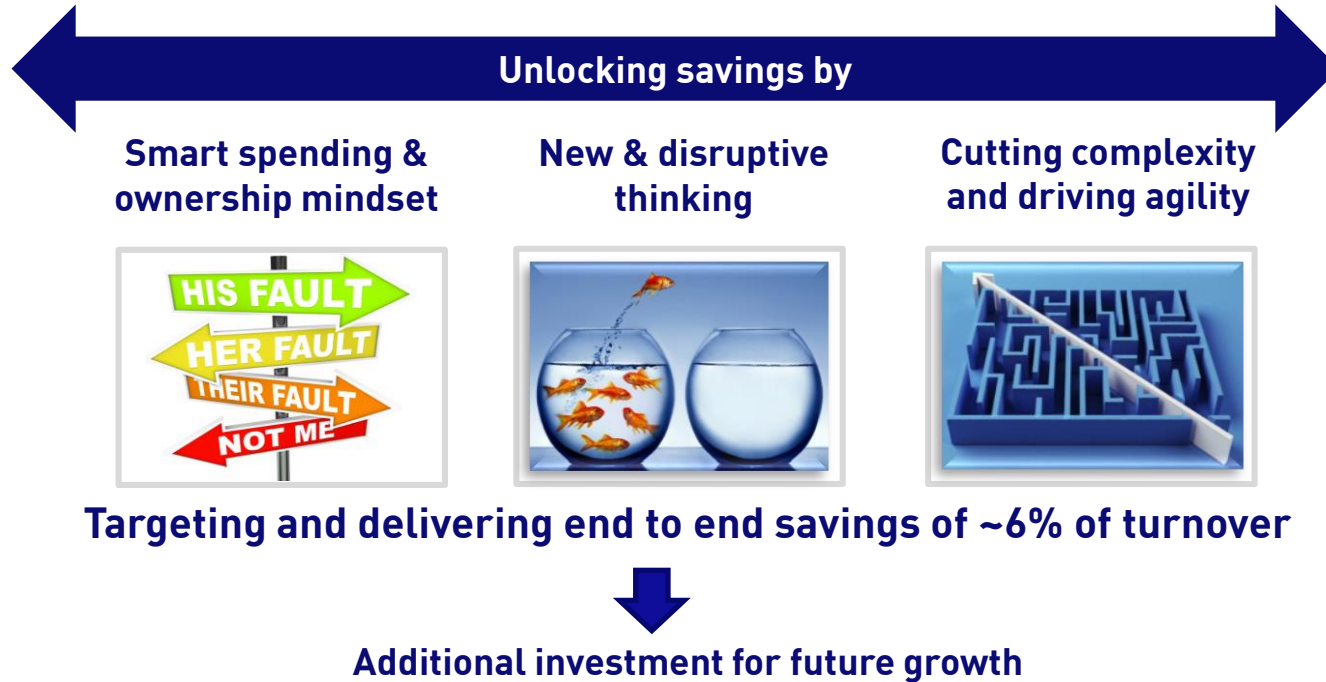 Unlocking savings by
Smart spending &
ownership mindset
New & disruptive
thinking
Cutting complexity
and driving agility
HIS FAULT
HER FAULT
THEIR FAULT
NOT ME
Targeting and delivering end to end savings of ~6% of turnover
Additional investment for future growth